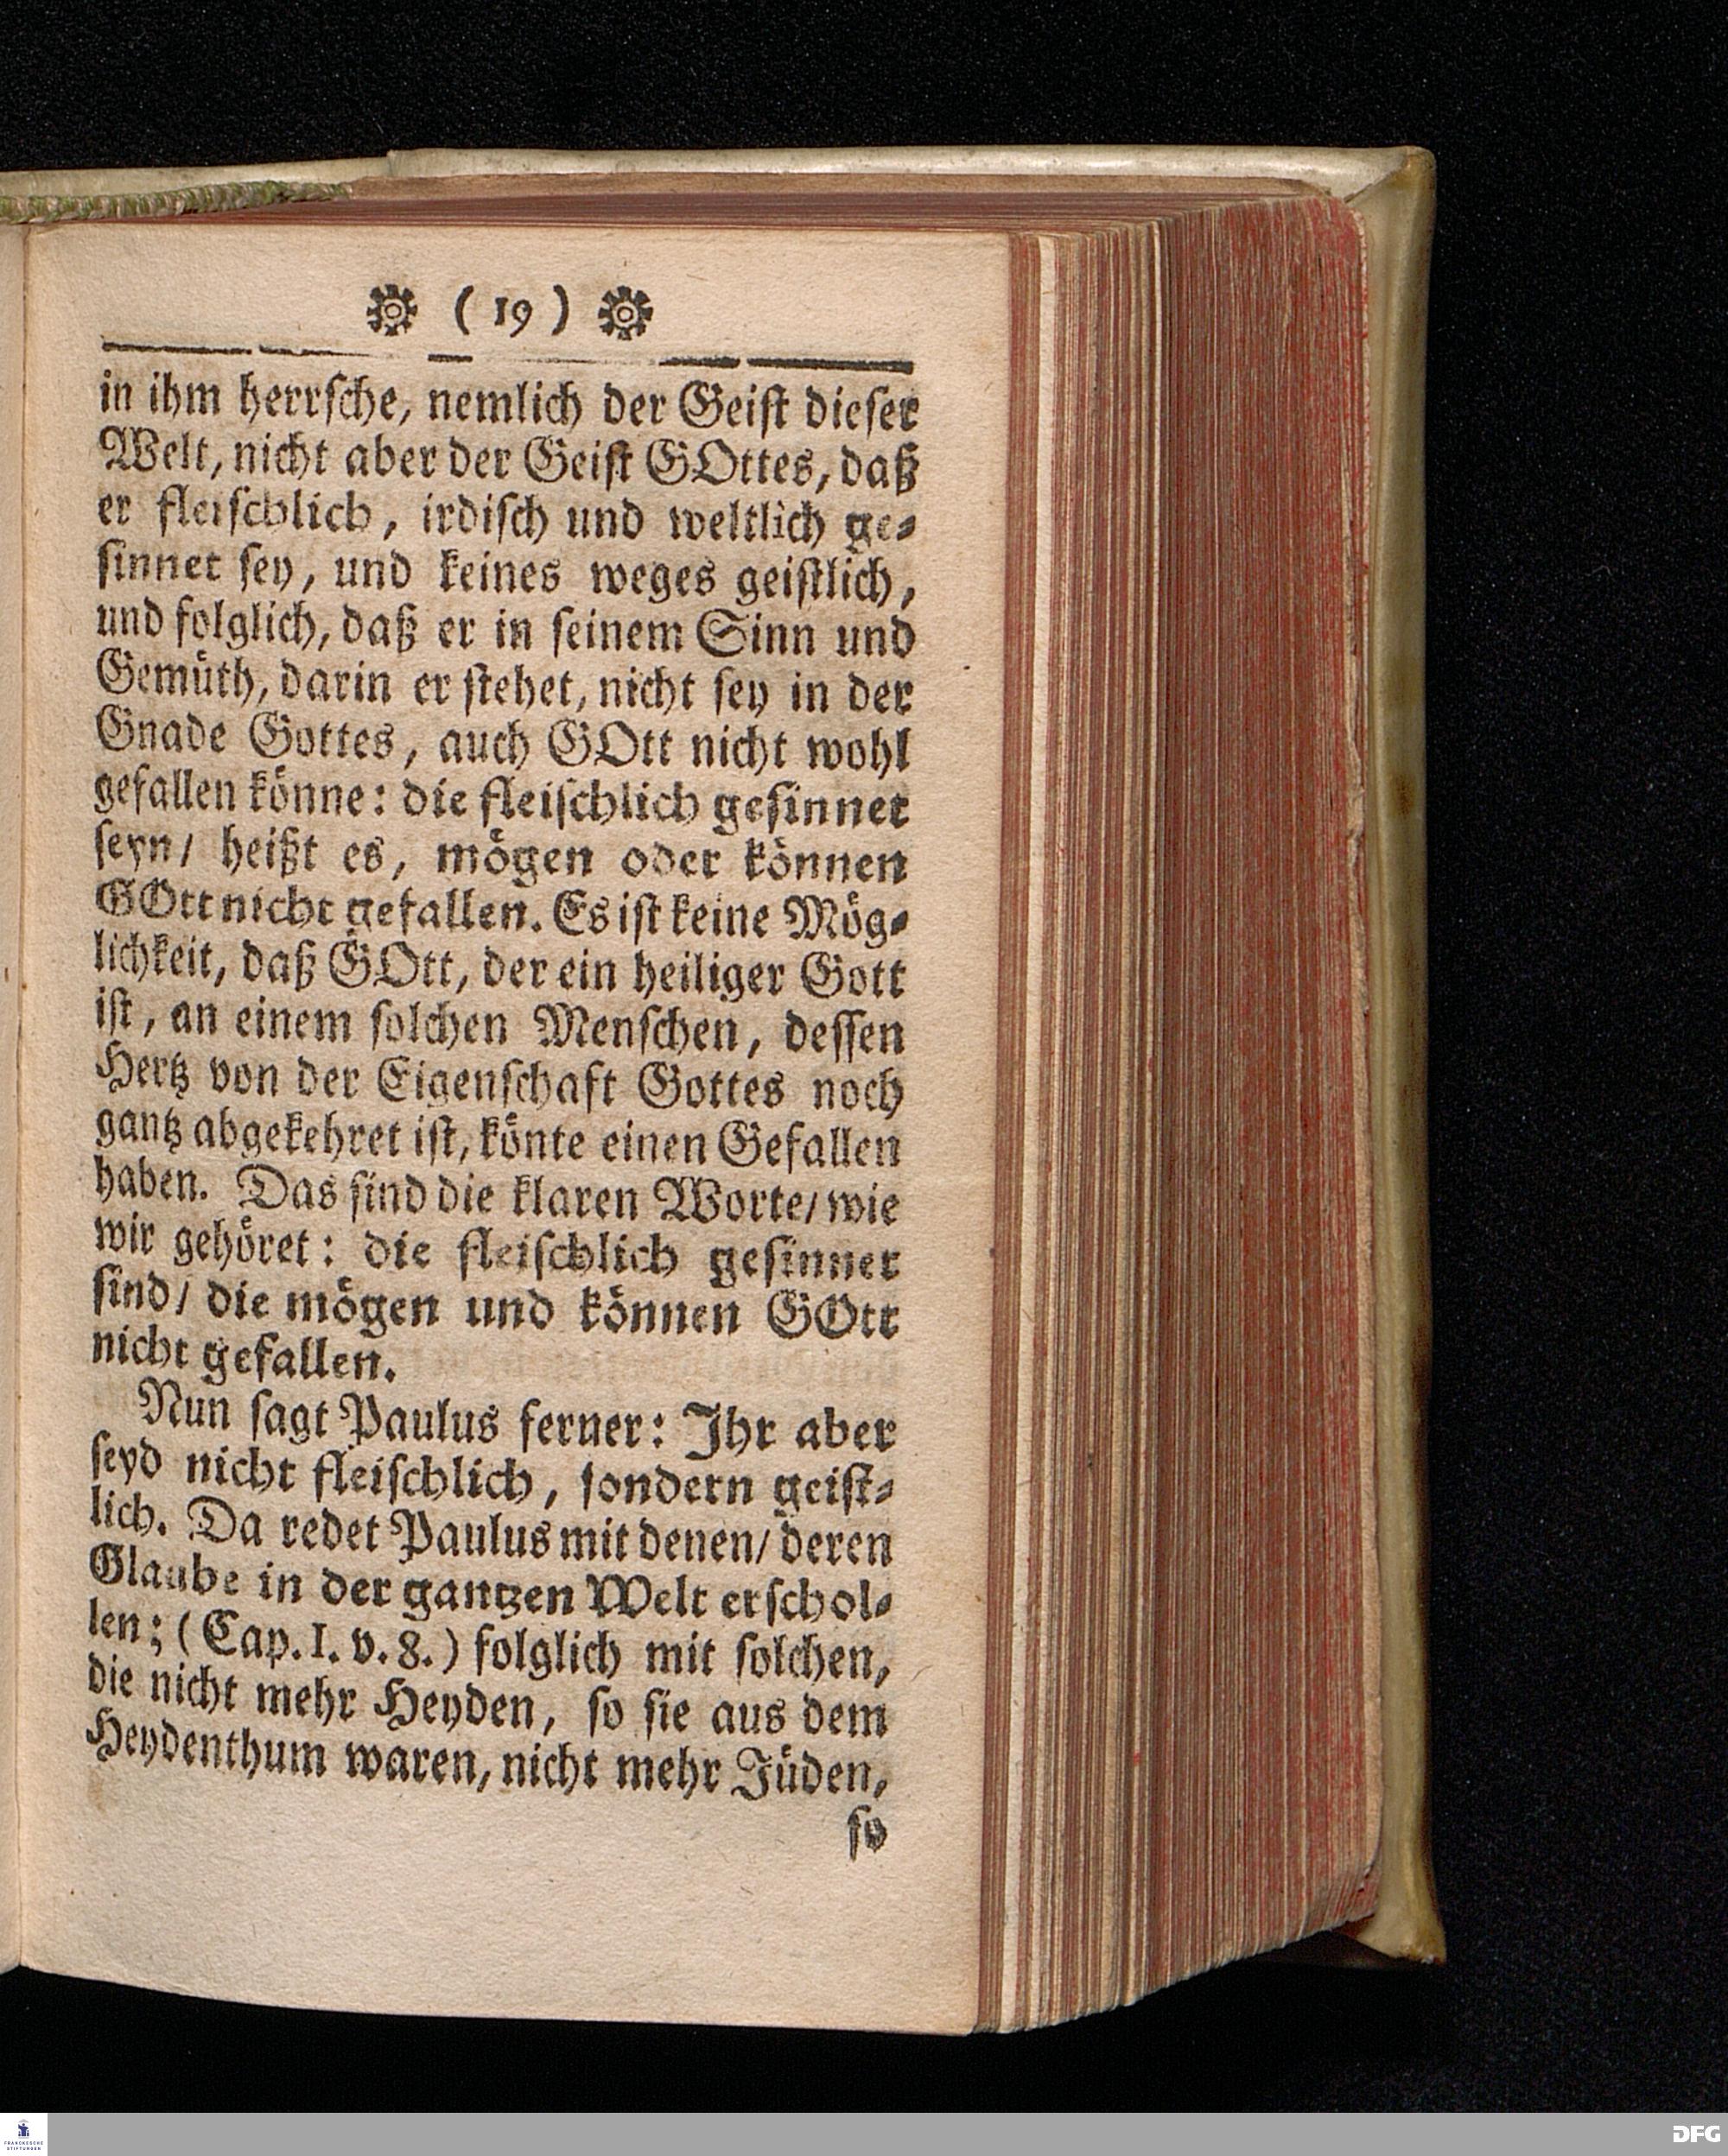 ( 19 )
in ihm herrsche, nemlich der Geist dieser
Welt, nicht aber der Geist GOttes, daß
er fleischlich, irdisch und weltlich ge-
sinnet sey, und keines weges geistlich,
und folglich, daß er in seinem Sinn und
Gemüth, darin er stehet, nicht sey in der
Gnade Gottes, auch GOtt nicht wohl
gefallen könne: die fleischlich gesinnet
seyn/ heißt es, mögen oder können
GOtt nicht gefallen. Es ist keine Mög-
lichkeit, daß GOtt, der ein heiliger Gott
ist, an einem solchen Menschen, dessen
Hertz von der Eigenschaft Gottes noch
gantz abgekehret ist, könte einen Gefallen
haben. Das sind die klaren Worte/ wie
wir gehöret: die fleischlich gesinnet
sind/ die mögen und können GOtt
nicht gefallen.
Nun sagt Paulus ferner: Ihr aber
seyd nicht fleischlich, sondern geist-
lich. Da redet Paulus mit denen/ deren
Glaube in der gantzen Welt erschol-
len; (Cap. I. v. 8.) folglich mit solchen,
die nicht mehr Heyden, so sie aus dem
Heydenthum waren, nicht mehr Jüden,
so
FRANCKESCHE
STIFTUNGEN
DFG